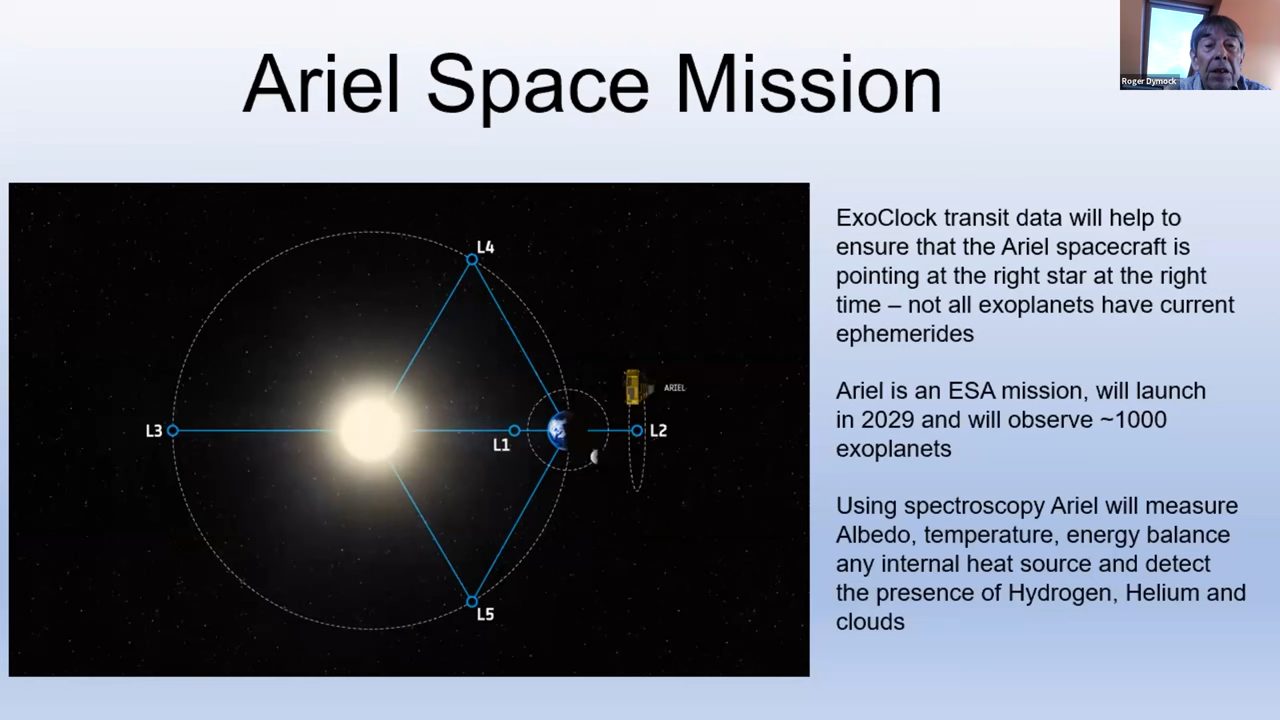 Ariel Space Mission
Roger Dymock
ExoClock transit data will help to
ensure that the Ariel spacecraft is
pointing at the right star at the right
time – not all exoplanets have current
ephemerides
Ariel is an ESA mission, will launch
in 2029 and will observe ~1000
exoplanets
Using spectroscopy Ariel will measure
Albedo, temperature, energy balance
any internal heat source and detect
the presence of Hydrogen, Helium and
clouds
L4
ARIEL
L3
L1
L2
L5